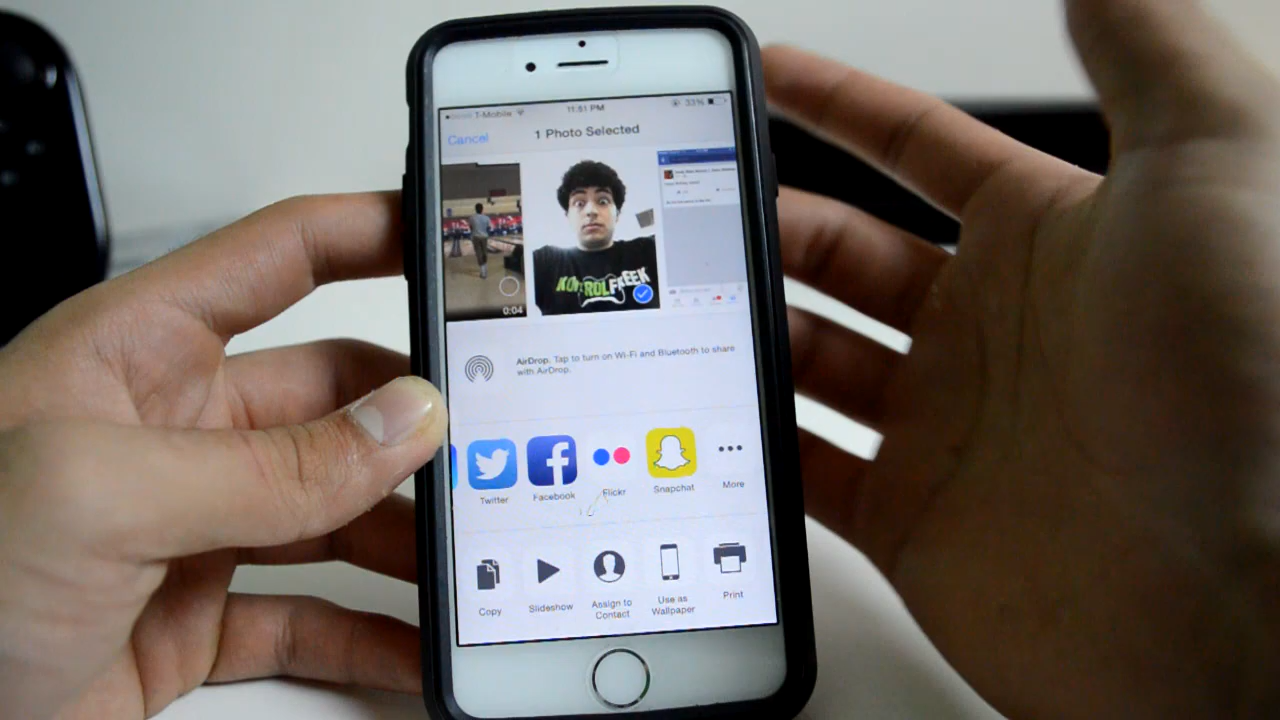 T-Mobile 11:51 PM 33%
Cancel 1 Photo Selected
KONTROLFREEK
0:04
AirDrop. Tap to turn on Wi-Fi and Bluetooth to share
with AirDrop.
Twitter Facebook Flickr Snapchat More
Copy Slideshow Assign to
Contact Use as
Wallpaper Print